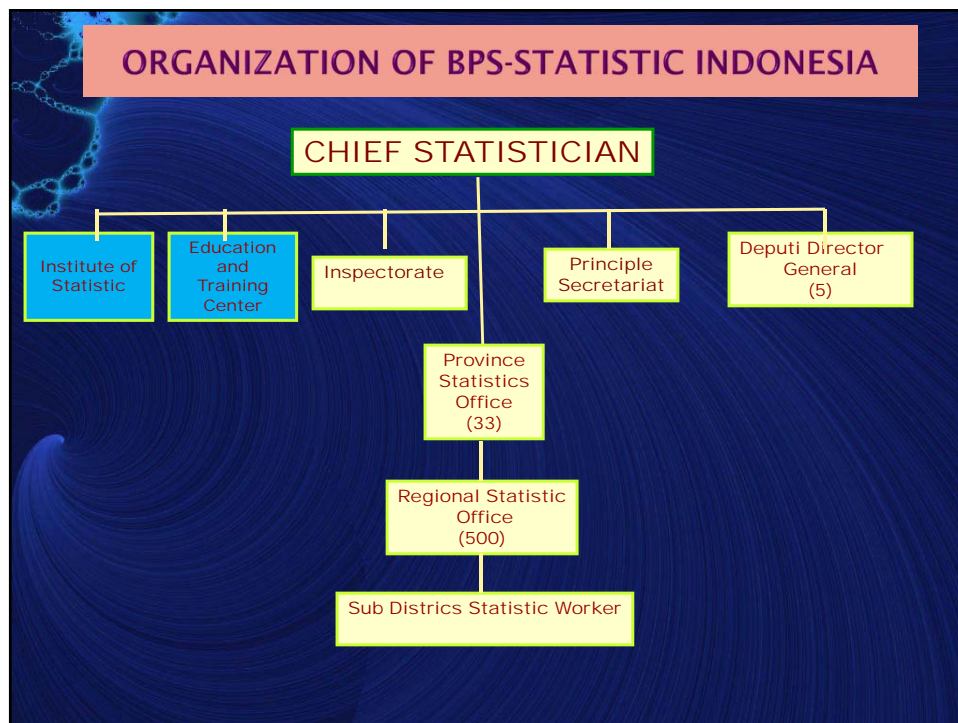 ORGANIZATION OF BPS-STATISTIC INDONESIA
CHIEF STATISTICIAN
Institute of
Statistic
Education
and
Training
Center
Inspectorate
Principle
Secretariat
Deputi Director
General
(5)
Province
Statistics
Office
(33)
Regional Statistic
Office
(500)
Sub Districs Statistic Worker